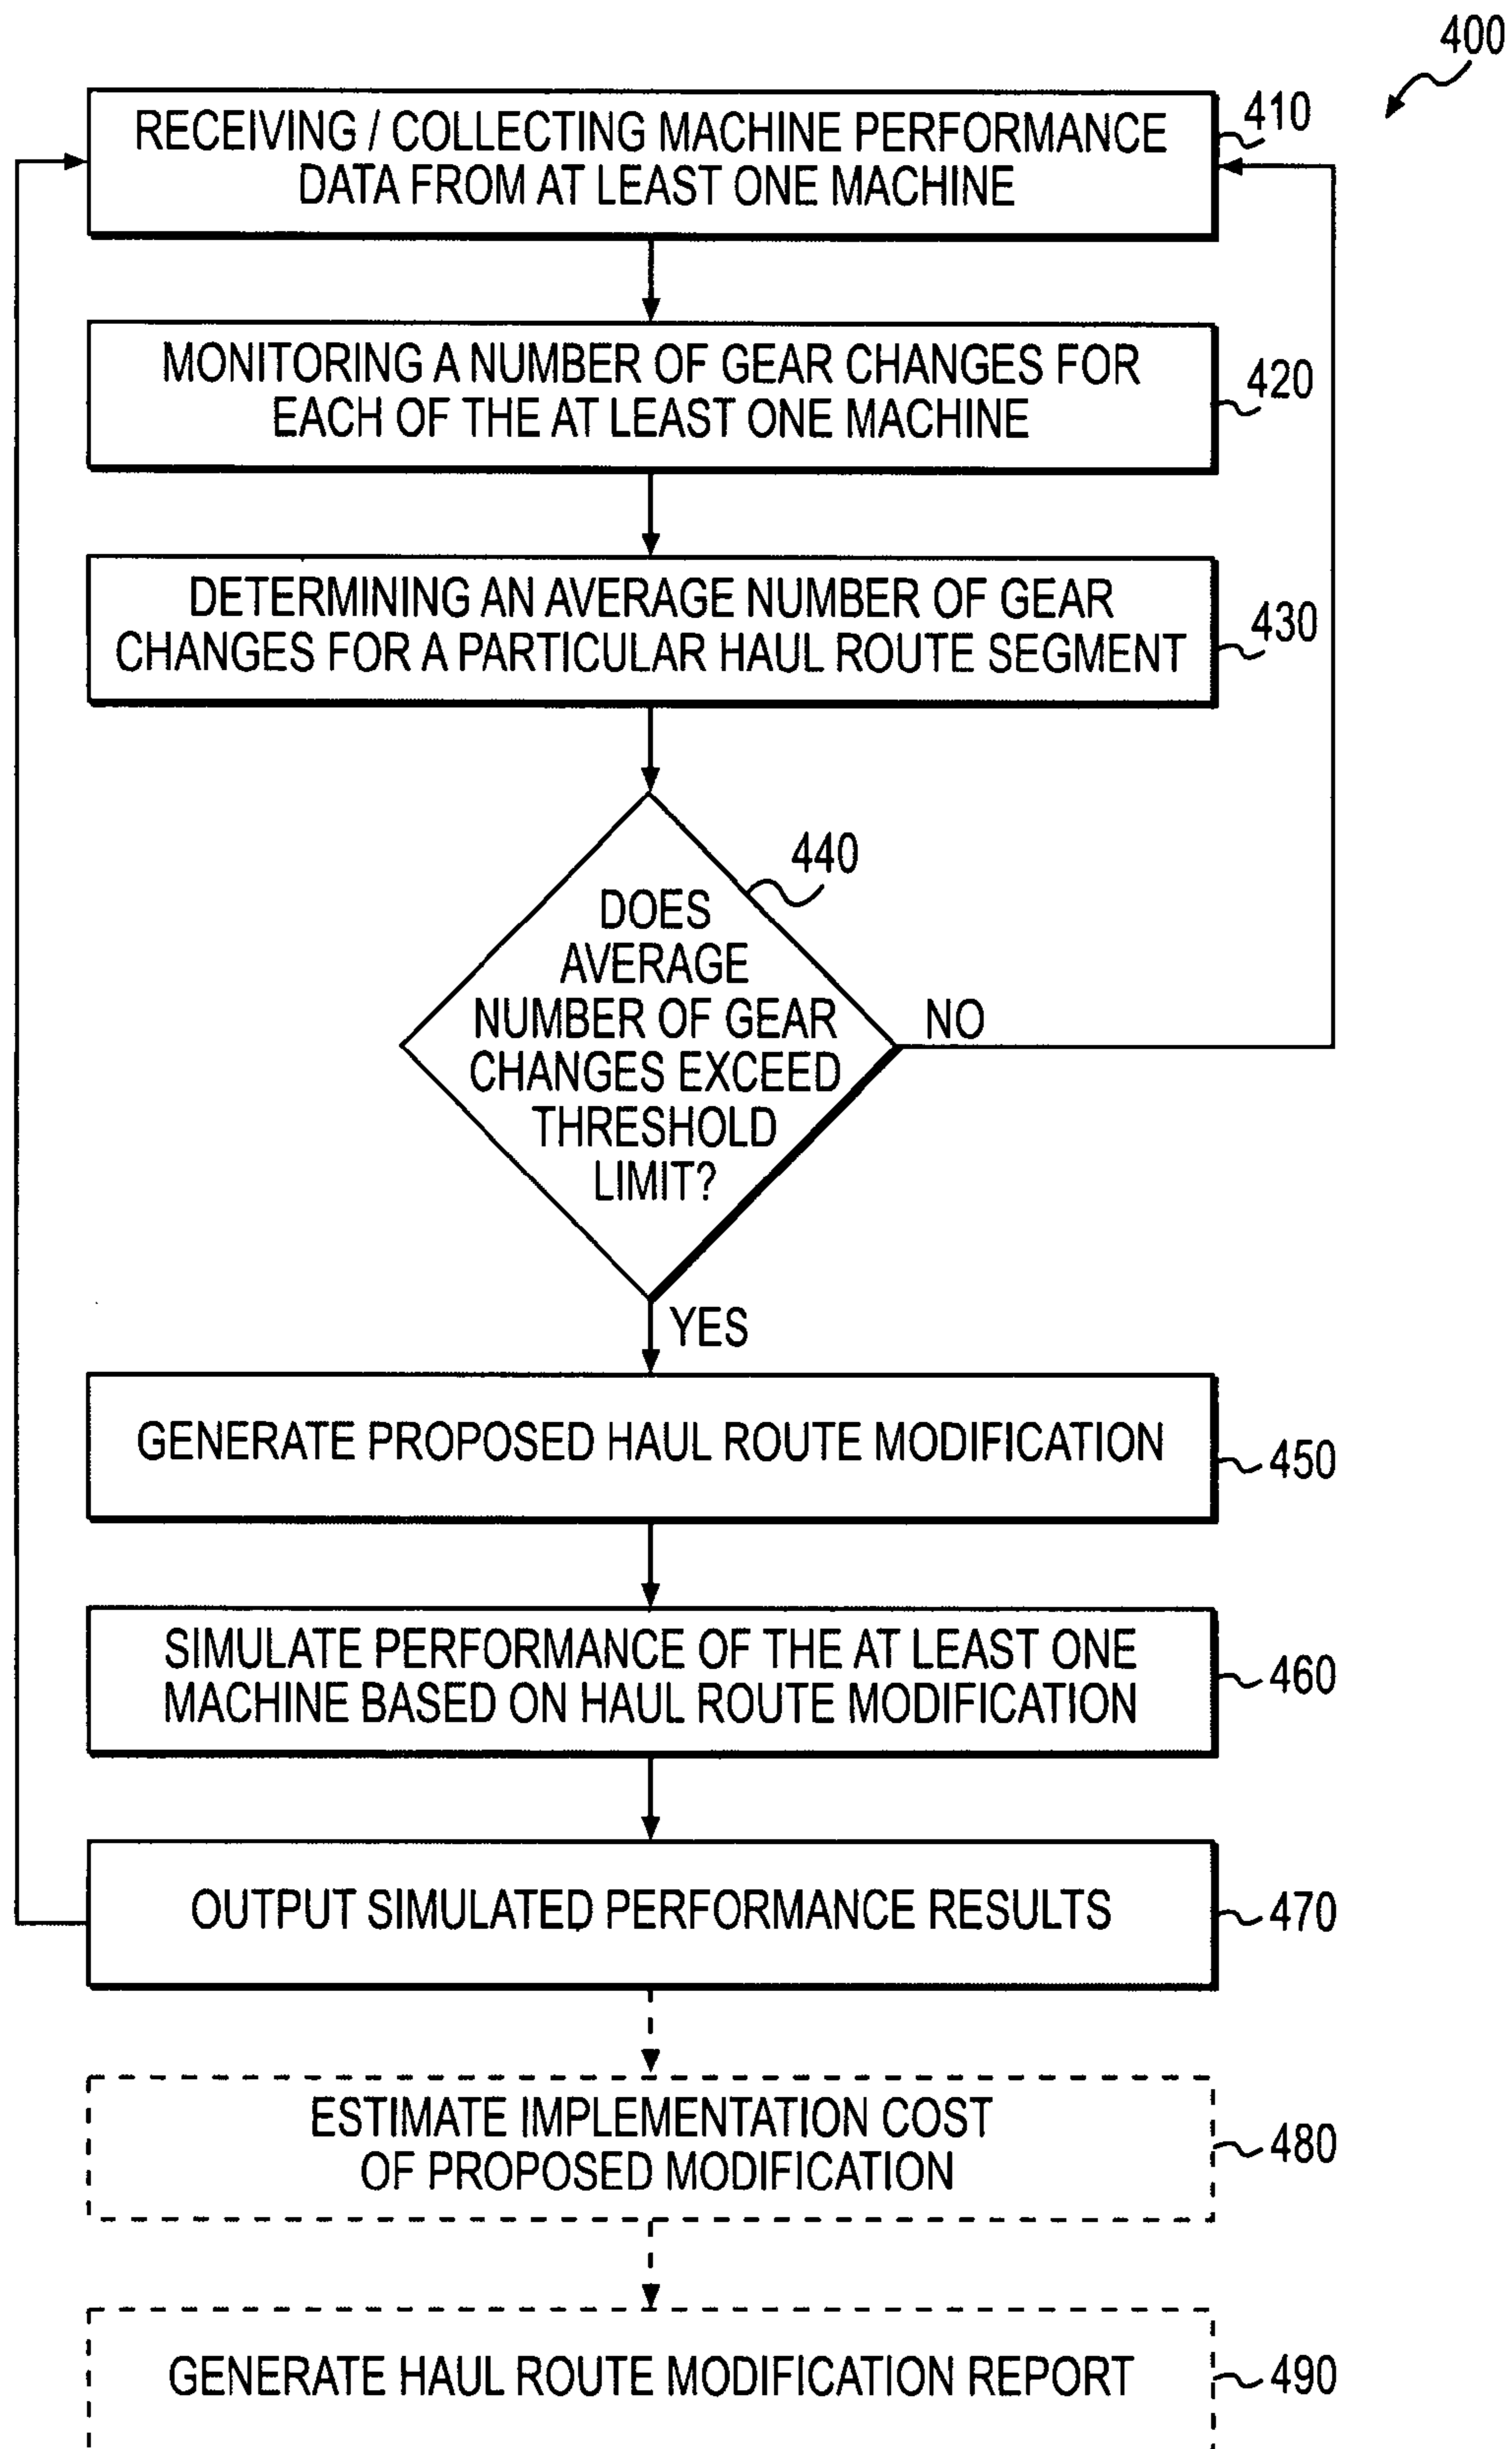 400
RECEIVING / COLLECTING MACHINE PERFORMANCE
DATA FROM AT LEAST ONE MACHINE
410
MONITORING A NUMBER OF GEAR CHANGES FOR
EACH OF THE AT LEAST ONE MACHINE
420
DETERMINING AN AVERAGE NUMBER OF GEAR
CHANGES FOR A PARTICULAR HAUL ROUTE SEGMENT
430
440
DOES
AVERAGE
NUMBER OF GEAR
CHANGES EXCEED
THRESHOLD
LIMIT?
NO
YES
GENERATE PROPOSED HAUL ROUTE MODIFICATION
450
SIMULATE PERFORMANCE OF THE AT LEAST ONE
MACHINE BASED ON HAUL ROUTE MODIFICATION
460
OUTPUT SIMULATED PERFORMANCE RESULTS
470
ESTIMATE IMPLEMENTATION COST
OF PROPOSED MODIFICATION
480
GENERATE HAUL ROUTE MODIFICATION REPORT
490